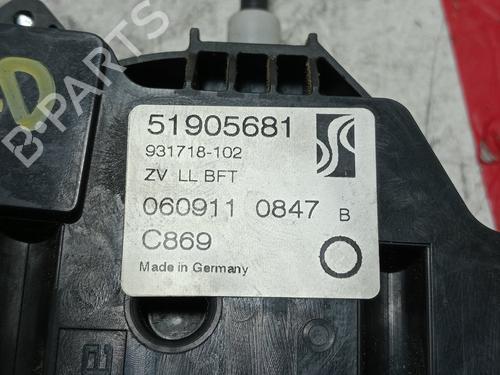 B-PARTS
D
51905681
931718-102
ZV LL BFT
060911 0847 B
C869
Made in Germany